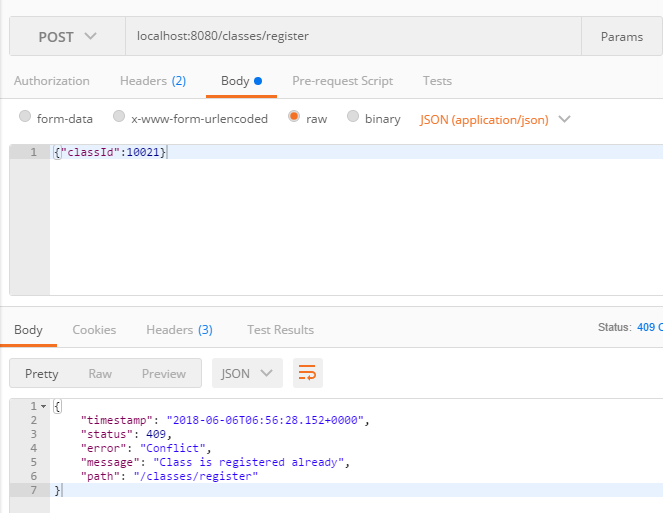 POST localhost:8080/classes/register Params
Authorization Headers (2) Body Pre-request Script Tests
form-data x-www-form-urlencoded raw binary JSON (application/json)
1 {"classId":10021}
Body Cookies Headers (3) Test Results Status: 409 C
Pretty Raw Preview JSON
1 {
2 "timestamp": "2018-06-06T06:56:28.152+0000",
3 "status": 409,
4 "error": "Conflict",
5 "message": "Class is registered already",
6 "path": "/classes/register"
7 }